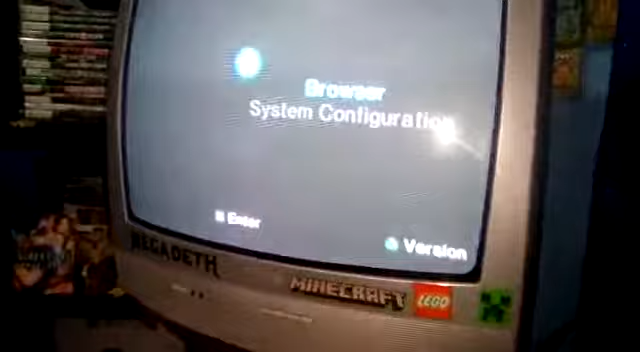 Browser
System Configuration
Enter
Version
MEGADETH
MINECRAFT
LEGO